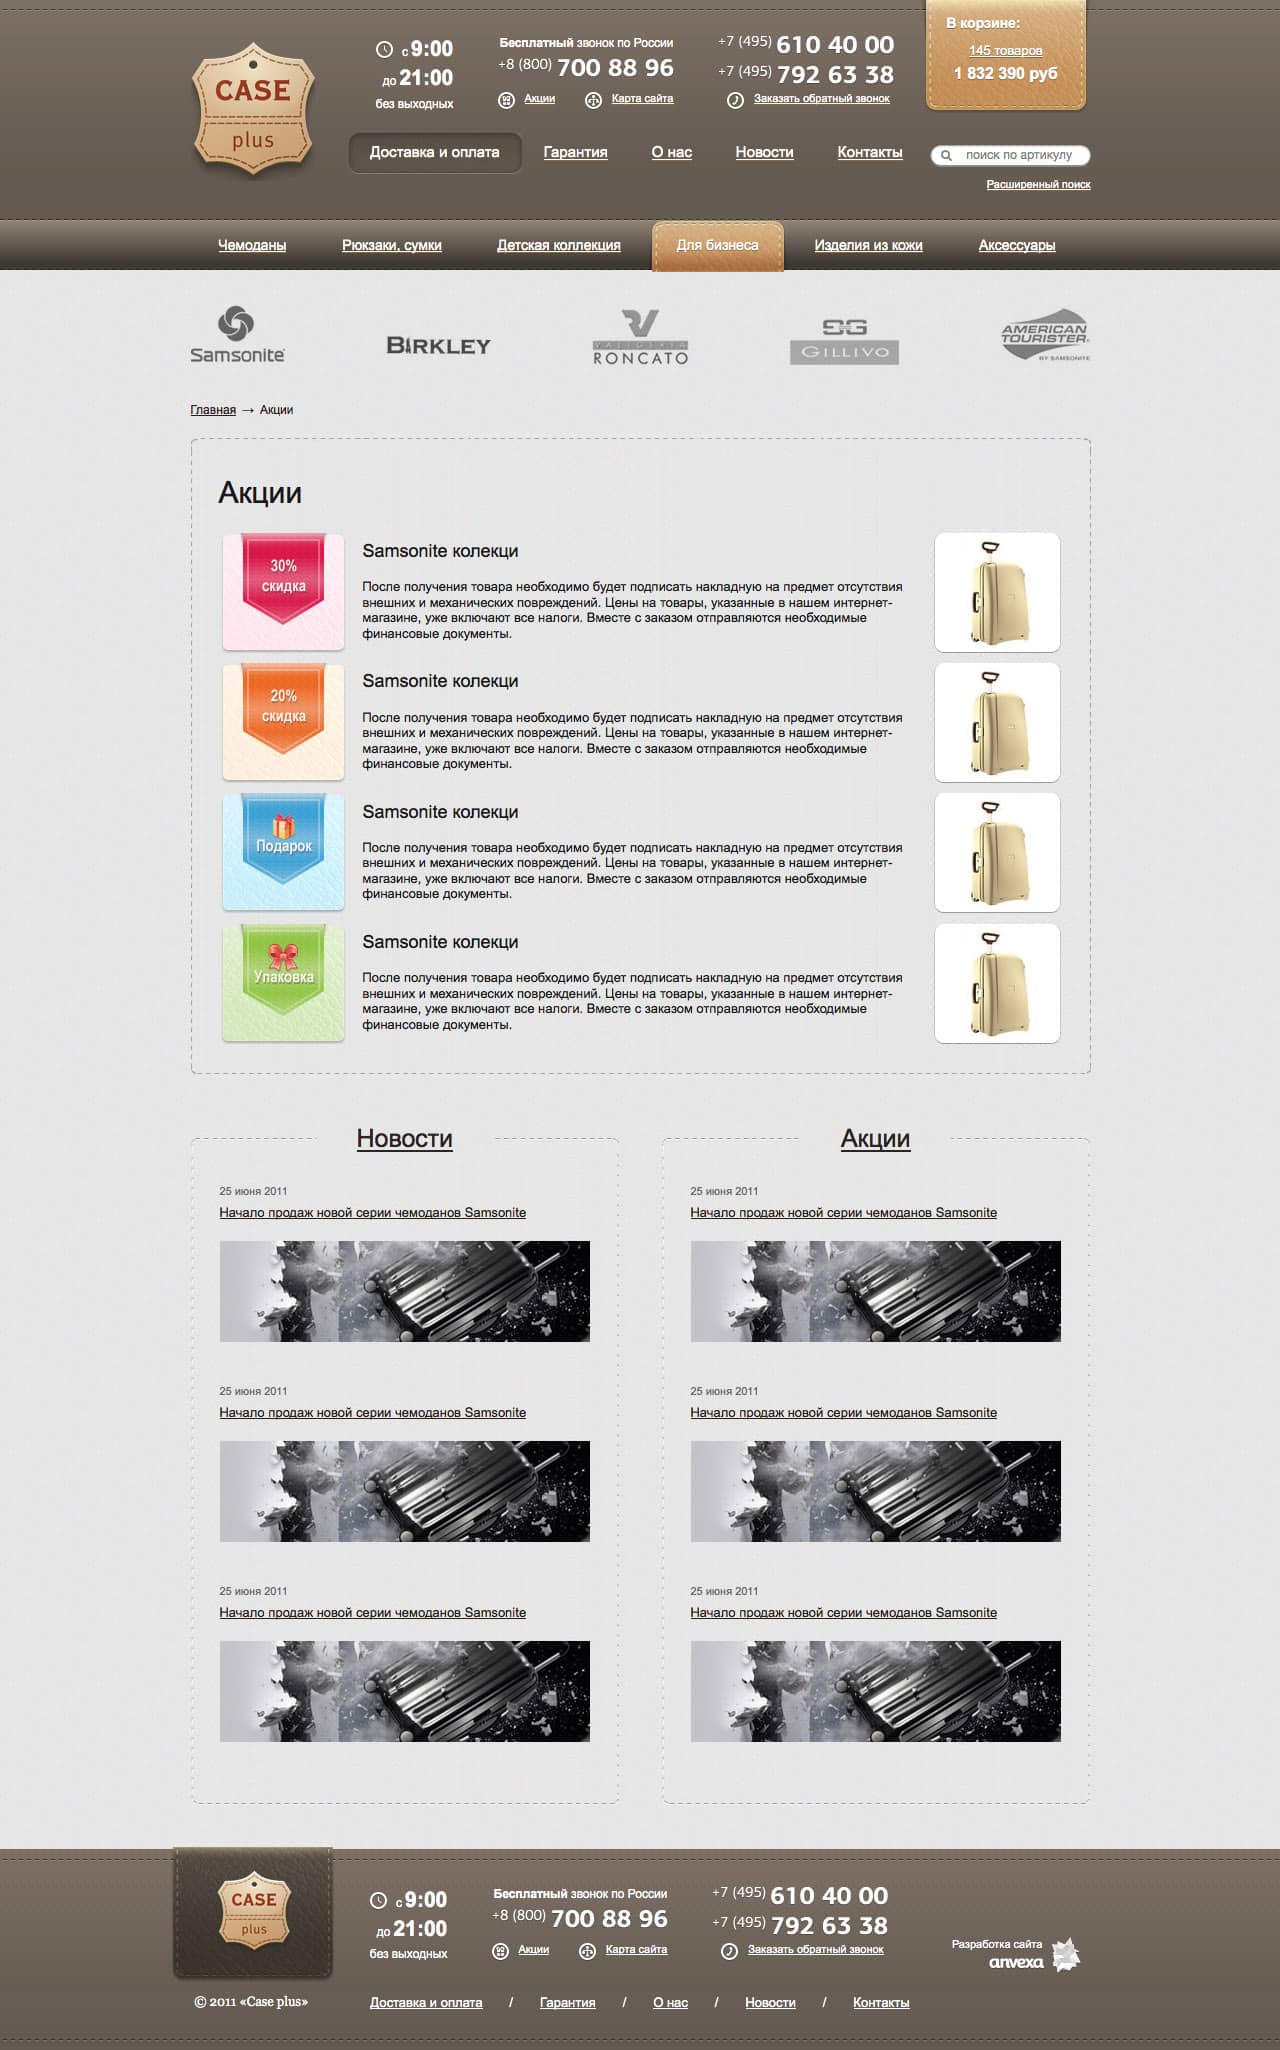 CASE
plus
с 9:00
до 21:00
без выходных
Бесплатный звонок по России
+8 (800) 700 88 96
Акции
Карта сайта
+7 (495) 610 40 00
+7 (495) 792 63 38
Заказать обратный звонок
В корзине:
145 товаров
1 832 390 руб
Доставка и оплата
Гарантия
О нас
Новости
Контакты
поиск по артикулу
Расширенный поиск
Чемоданы
Рюкзаки, сумки
Детская коллекция
Для бизнеса
Изделия из кожи
Аксессуары
Samsonite
BIRKLEY
RONCATO
GILLIVO
AMERICAN
TOURISTER
BY SAMSONITE
Главная → Акции
Акции
30%
скидка
Samsonite колекци
После получения товара необходимо будет подписать накладную на предмет отсутствия
внешних и механических повреждений. Цены на товары, указанные в нашем интернет-
магазине, уже включают все налоги. Вместе с заказом отправляются необходимые
финансовые документы.
20%
скидка
Samsonite колекци
После получения товара необходимо будет подписать накладную на предмет отсутствия
внешних и механических повреждений. Цены на товары, указанные в нашем интернет-
магазине, уже включают все налоги. Вместе с заказом отправляются необходимые
финансовые документы.
Подарок
Samsonite колекци
После получения товара необходимо будет подписать накладную на предмет отсутствия
внешних и механических повреждений. Цены на товары, указанные в нашем интернет-
магазине, уже включают все налоги. Вместе с заказом отправляются необходимые
финансовые документы.
Упаковка
Samsonite колекци
После получения товара необходимо будет подписать накладную на предмет отсутствия
внешних и механических повреждений. Цены на товары, указанные в нашем интернет-
магазине, уже включают все налоги. Вместе с заказом отправляются необходимые
финансовые документы.
Новости
25 июня 2011
Начало продаж новой серии чемоданов Samsonite
25 июня 2011
Начало продаж новой серии чемоданов Samsonite
25 июня 2011
Начало продаж новой серии чемоданов Samsonite
Акции
25 июня 2011
Начало продаж новой серии чемоданов Samsonite
25 июня 2011
Начало продаж новой серии чемоданов Samsonite
25 июня 2011
Начало продаж новой серии чемоданов Samsonite
CASE
plus
© 2011 «Case plus»
с 9:00
до 21:00
без выходных
Бесплатный звонок по России
+8 (800) 700 88 96
Акции
Карта сайта
+7 (495) 610 40 00
+7 (495) 792 63 38
Заказать обратный звонок
Разработка сайта
anvexa
Доставка и оплата / Гарантия / О нас / Новости / Контакты